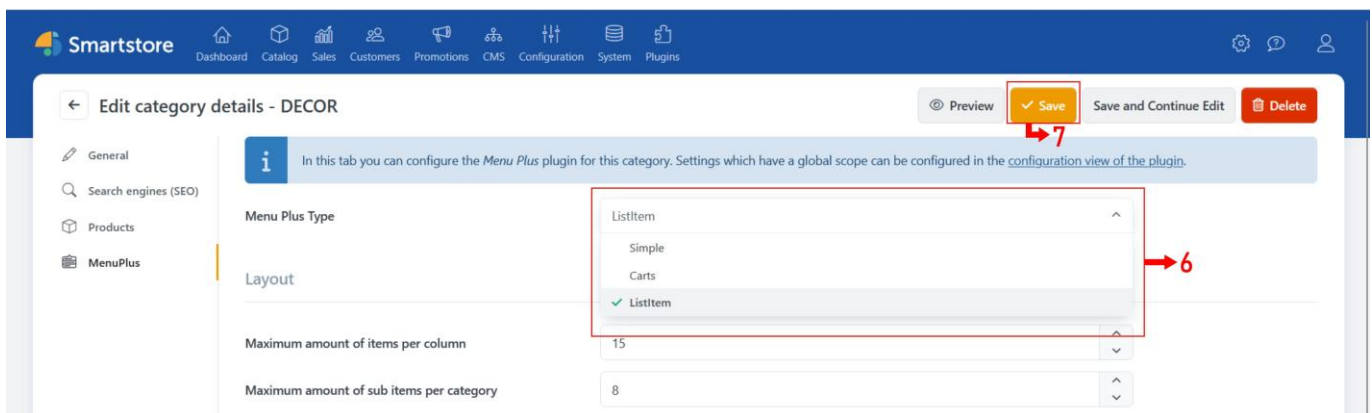 Smartstore
Dashboard Catalog Sales Customers Promotions CMS Configuration System Plugins
Edit category details - DECOR
Preview Save Save and Continue Edit Delete
7
General
In this tab you can configure the Menu Plus plugin for this category. Settings which have a global scope can be configured in the configuration view of the plugin.
Search engines (SEO)
Menu Plus Type ListItem
Products
Simple
MenuPlus
Carts
6
Layout
ListItem
Maximum amount of items per column 15
Maximum amount of sub items per category 8